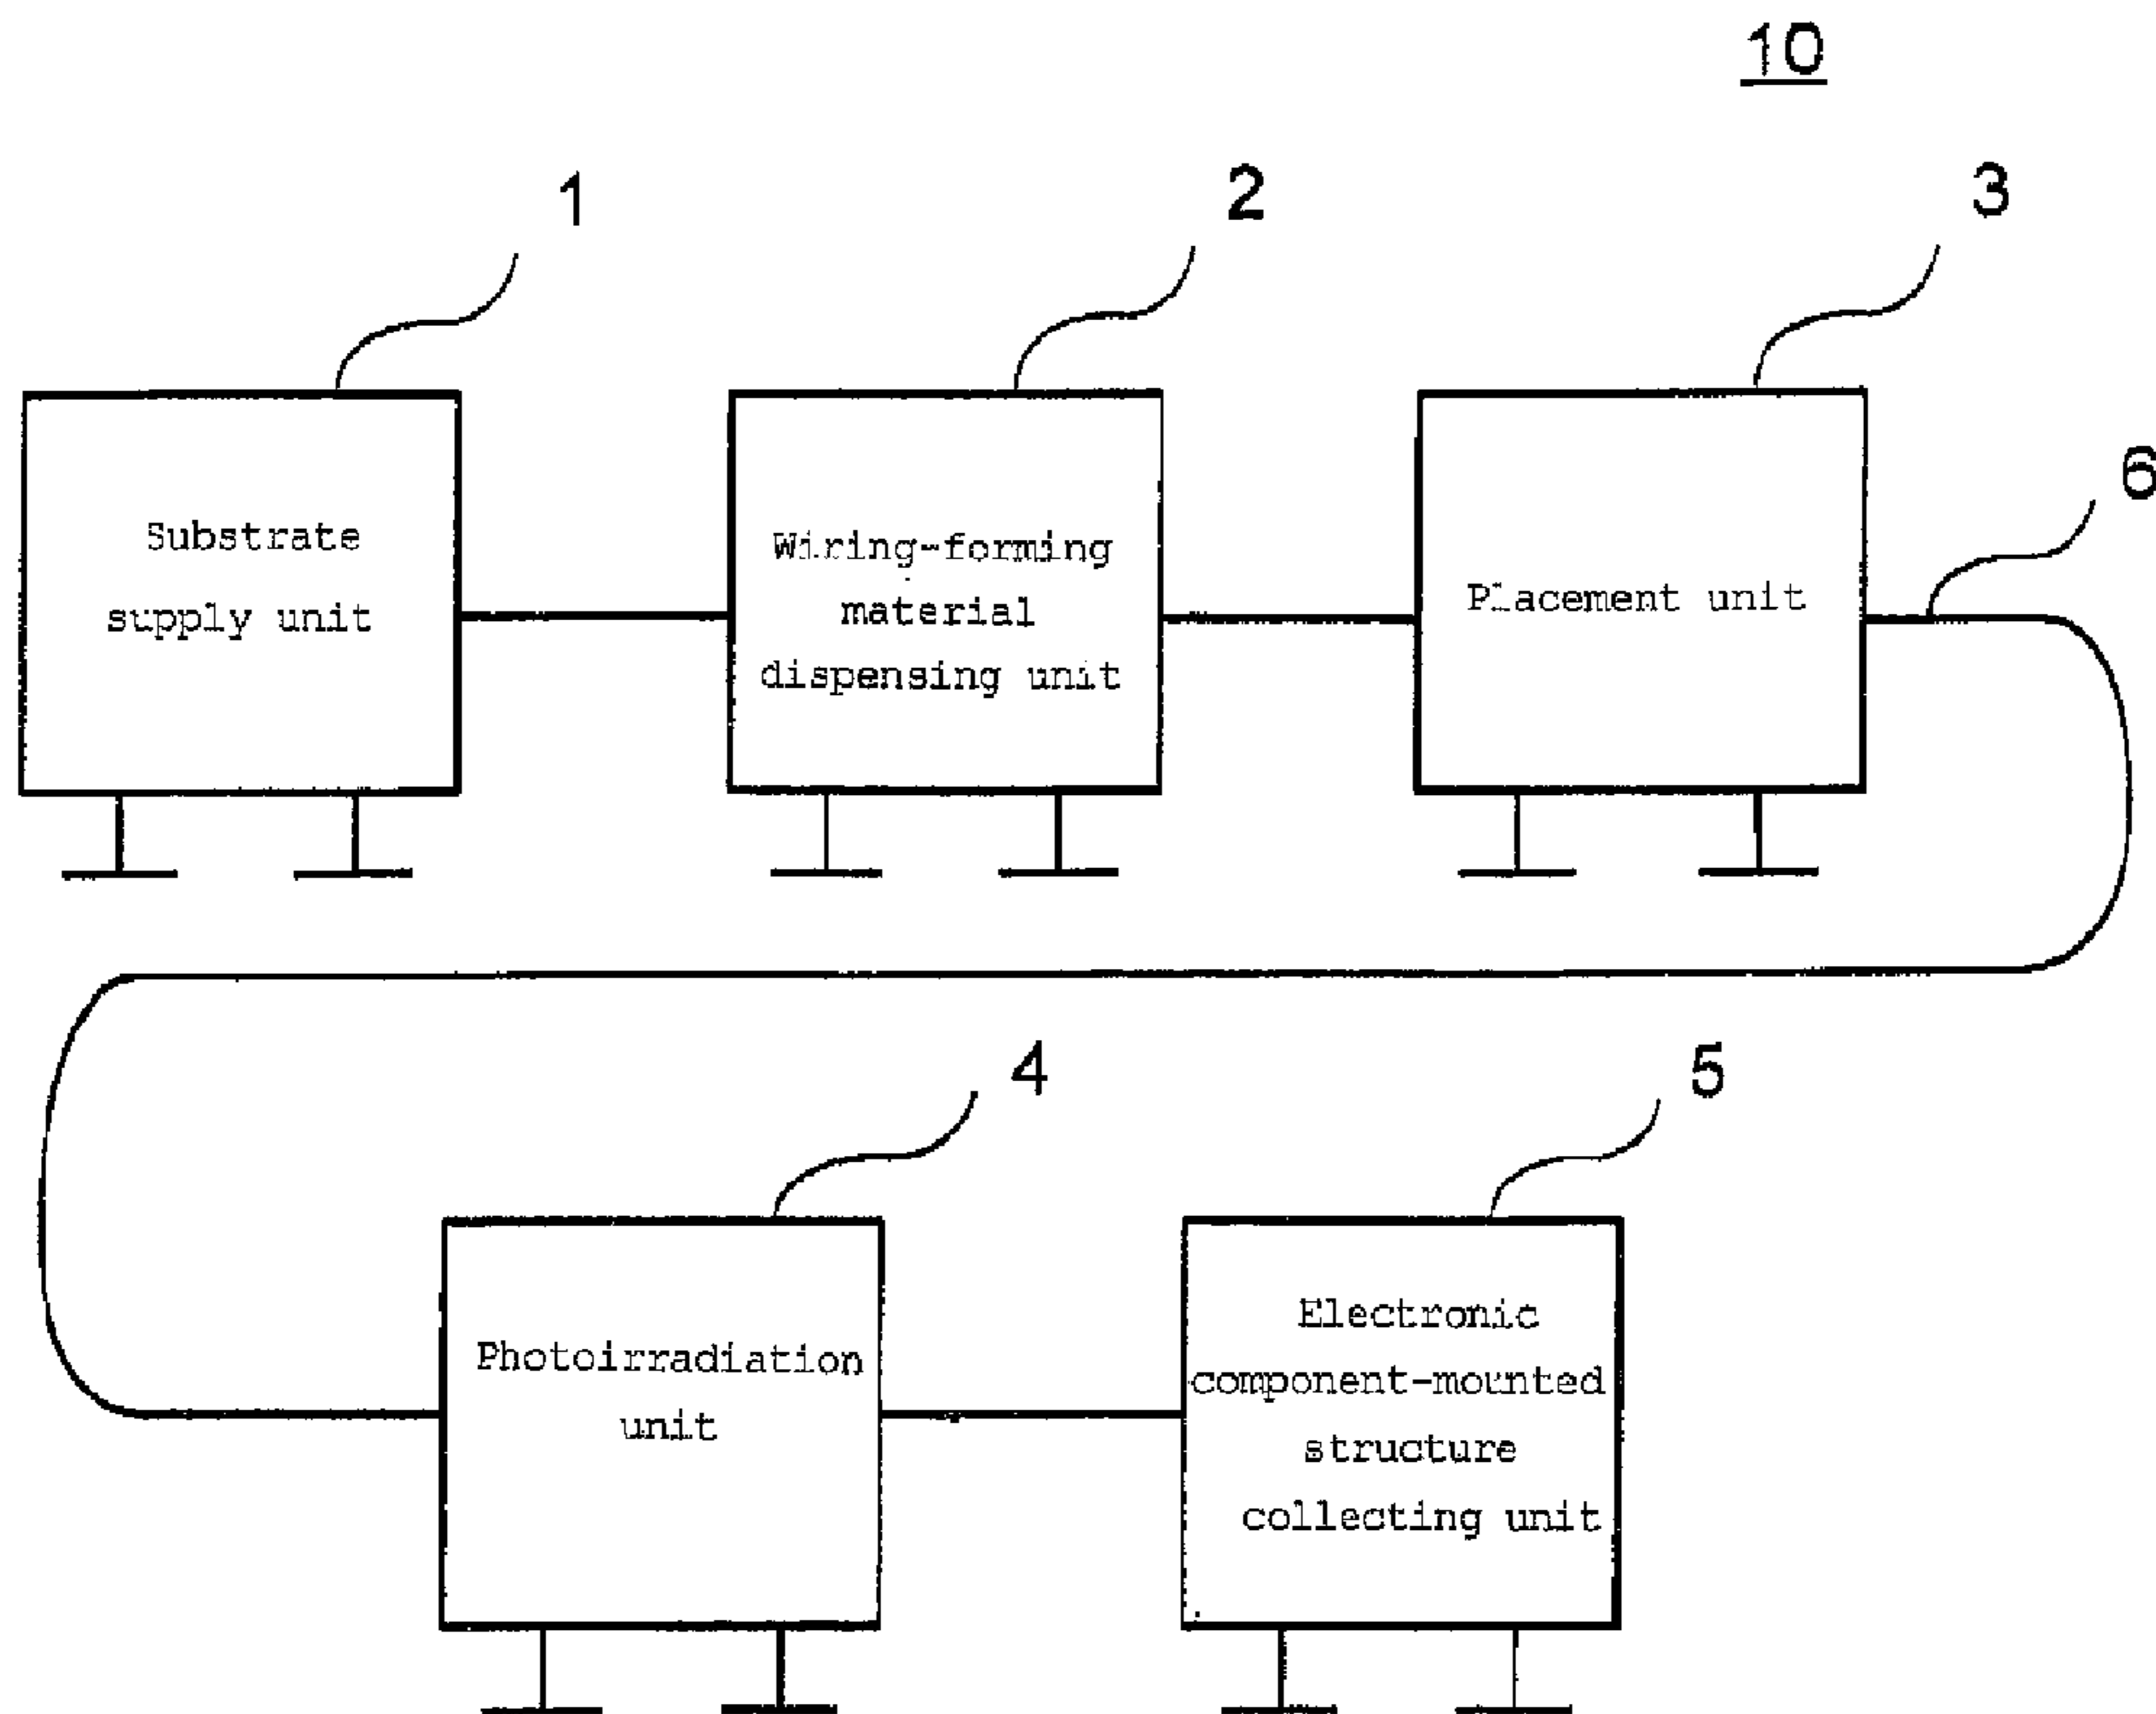 10
1
2
3
6
Substrate
supply unit
Wiring-forming
material
dispensing unit
Placement unit
4
5
Photoirradiation
unit
Electronic
component-mounted
structure
collecting unit